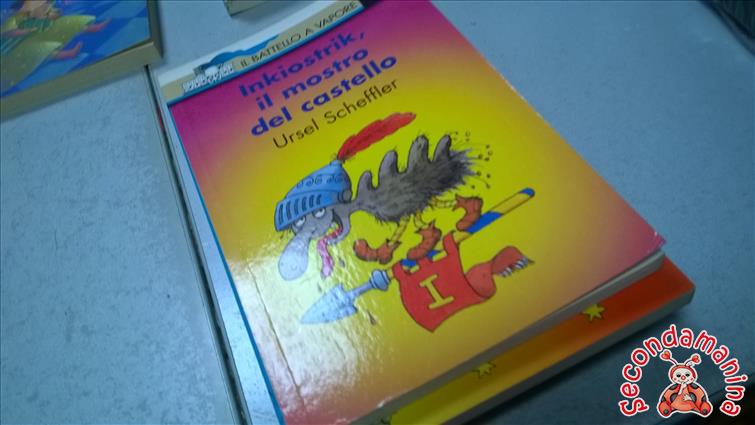 IL BATTELLO A VAPORE
Inkiostrik,
il mostro
del castello
Ursel Scheffler
I
secondamanina